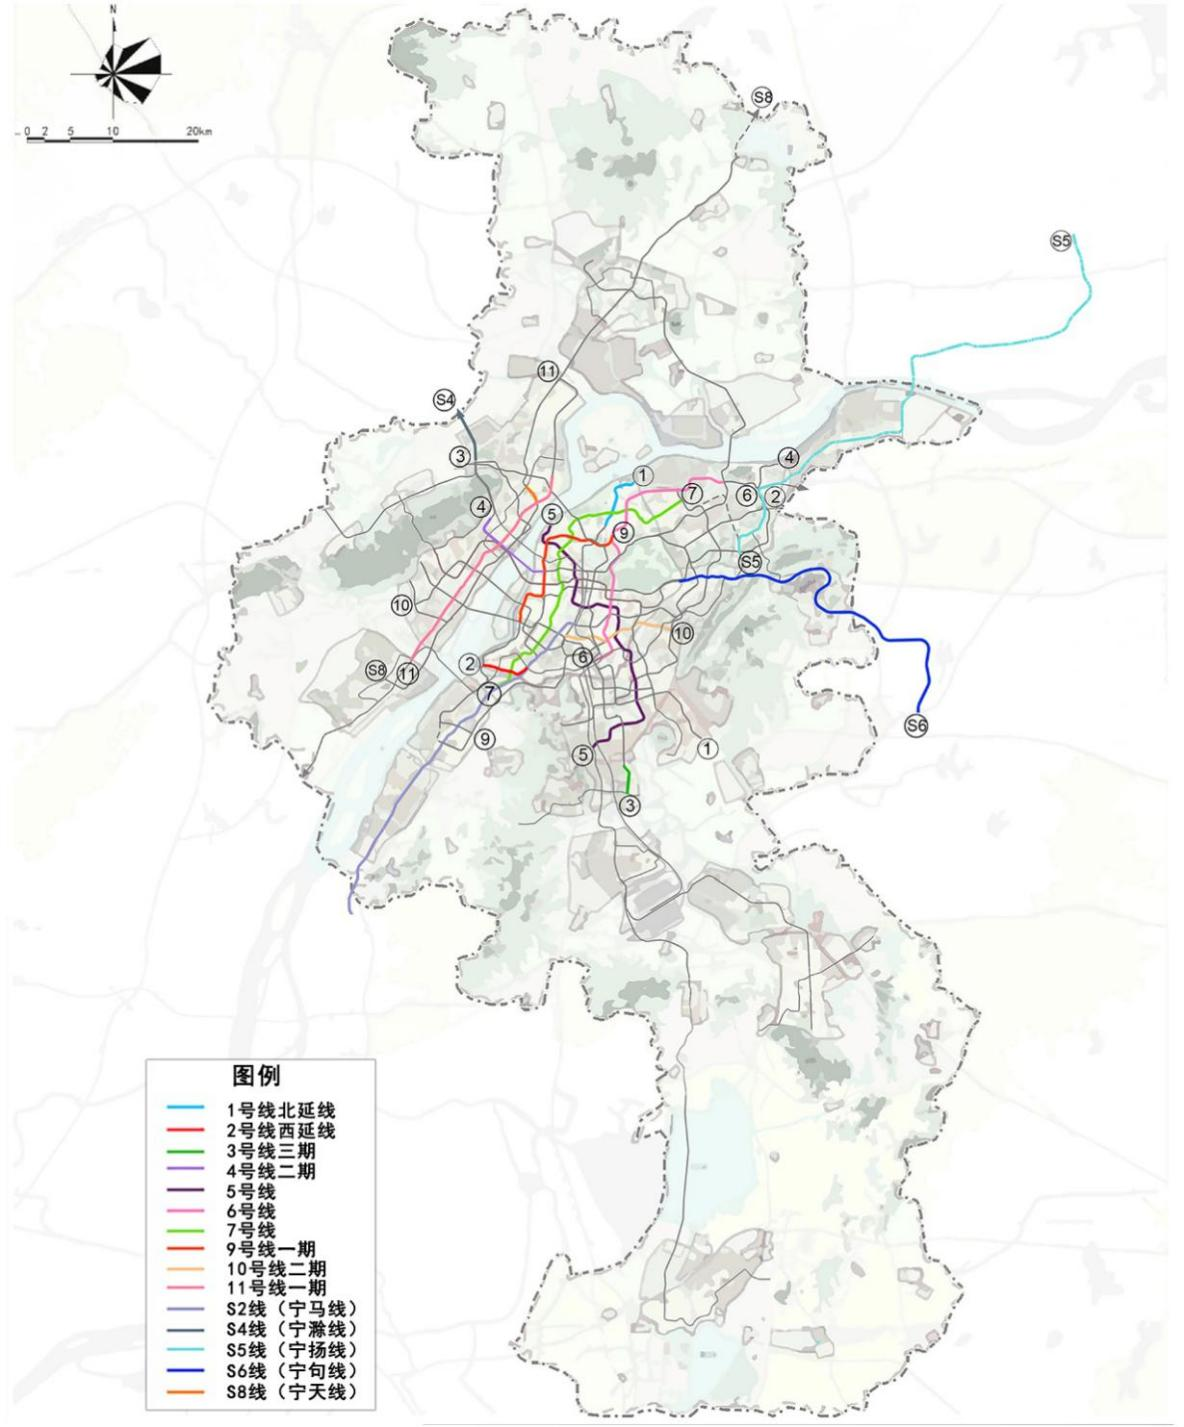 N
0 2 5 10 20km
S8
S5
11
S4
3
4
1
4
7
6
2
5
9
S5
10
10
6
2
S8
11
7
S6
9
1
5
3
图例
1号线北延线
2号线西延线
3号线三期
4号线二期
5号线
6号线
7号线
9号线一期
10号线二期
11号线一期
S2线（宁马线）
S4线（宁滁线）
S5线（宁扬线）
S6线（宁句线）
S8线（宁天线）